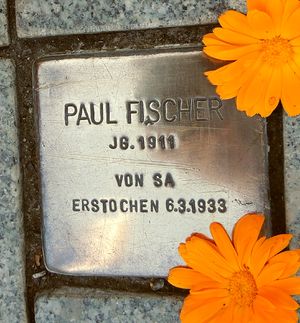 PAUL FISCHER
JG.1911
VON SA
ERSTOCHEN 6.3.1933